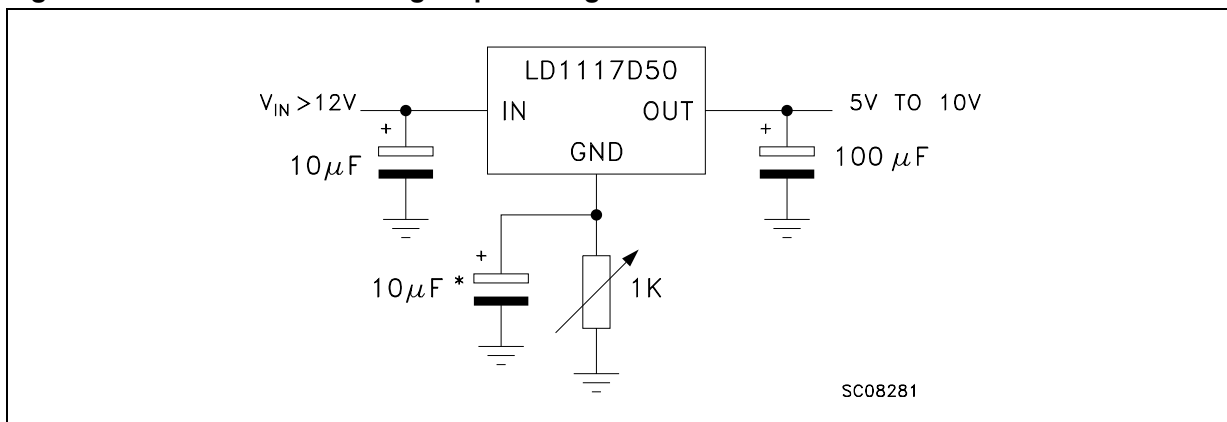 LD1117D50
V_IN >12V
IN
OUT
5V TO 10V
GND
+
10µF
+
100 µF
+
10µF *
1K
SC08281